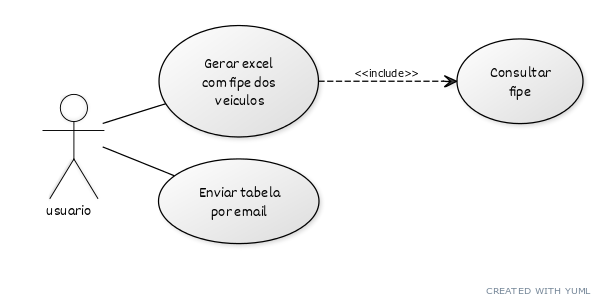 Gerar excel
com fipe dos
veiculos
<<include>>
Consultar
fipe
usuario
Enviar tabela
por email
CREATED WITH YUML